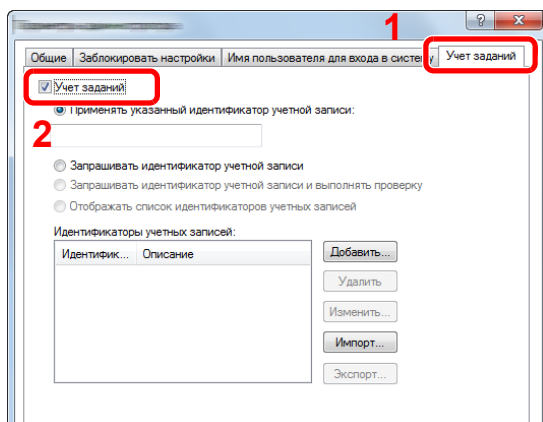 1
Общие Заблокировать настройки Имя пользователя для входа в систему Учет заданий
Учет заданий
Применять указанный идентификатор учетной записи:
2
Запрашивать идентификатор учетной записи
Запрашивать идентификатор учетной записи и выполнять проверку
Отображать список идентификаторов учетных записей
Идентификаторы учетных записей:
Идентифик... Описание
Добавить...
Удалить
Изменить...
Импорт...
Экспорт...